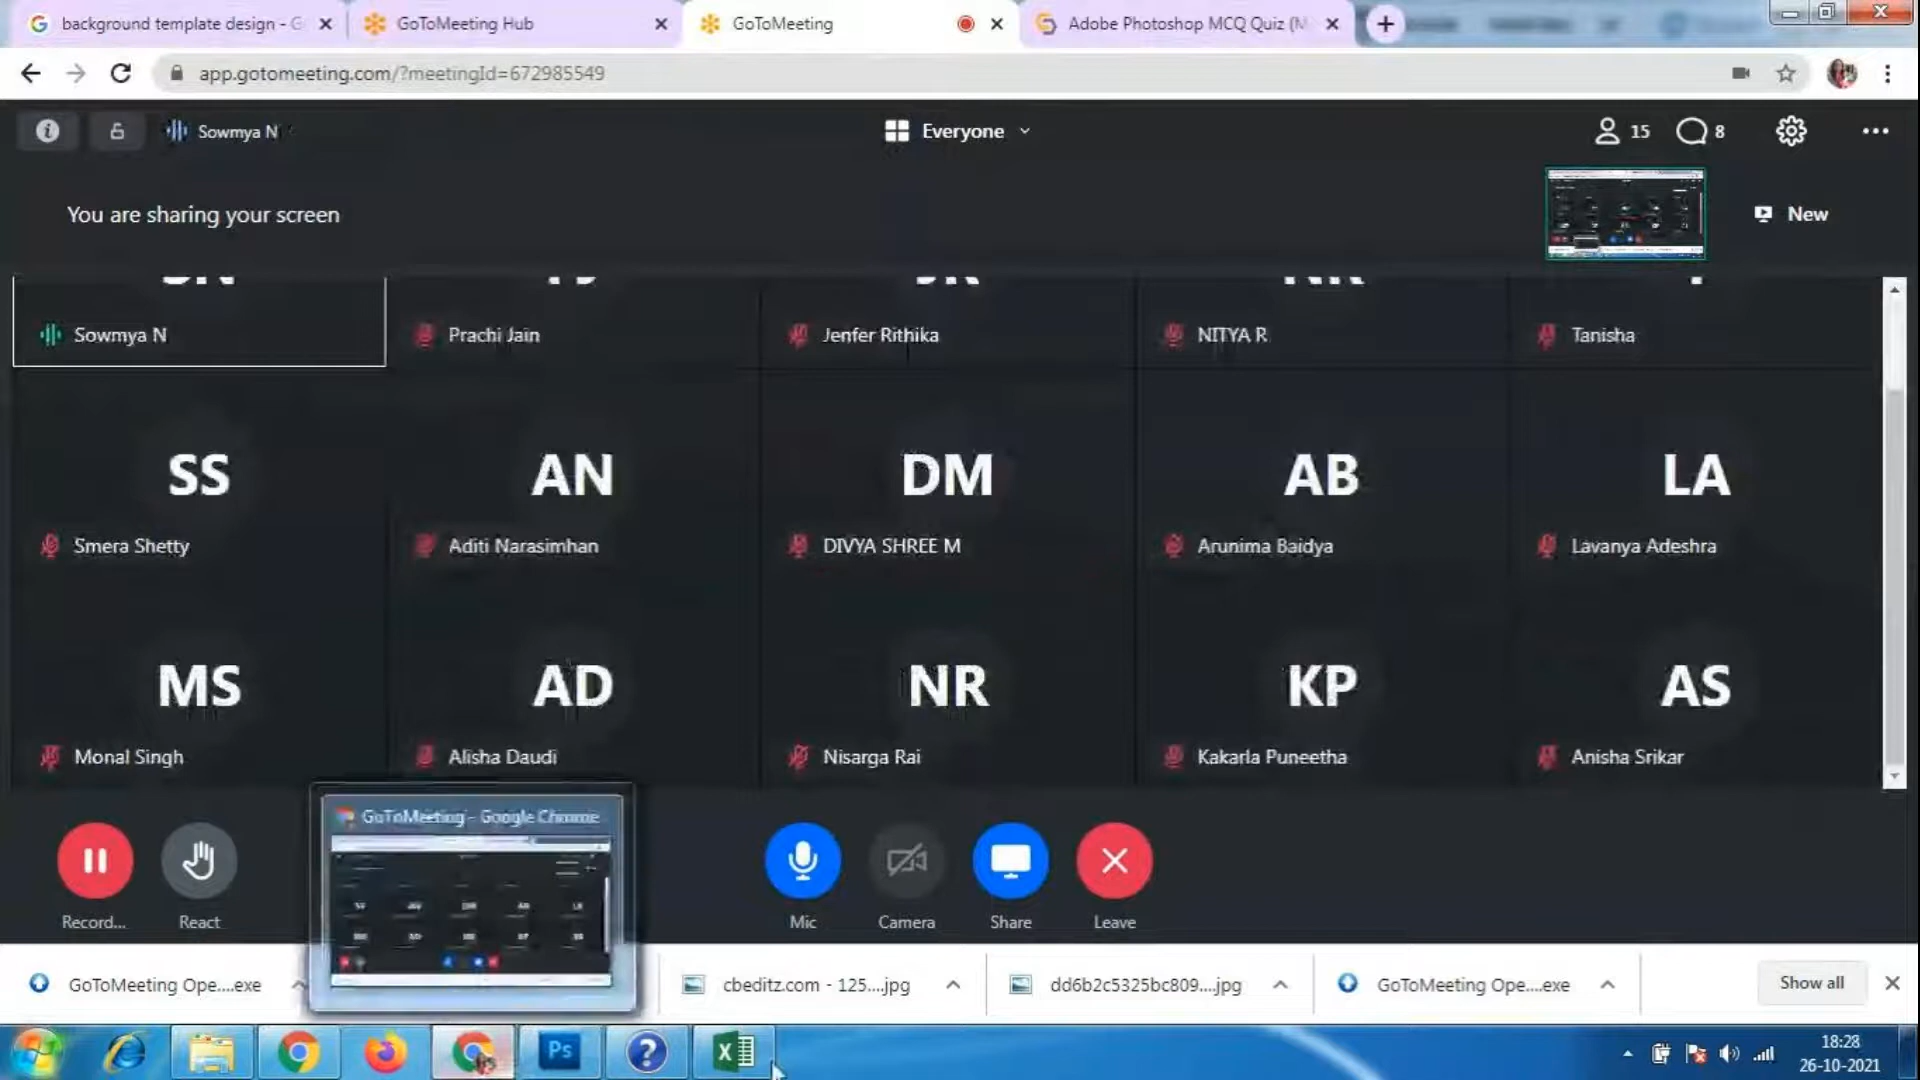 background template design - G
GoToMeeting Hub
GoToMeeting
Adobe Photoshop MCQ Quiz (M
app.gotomeeting.com/?meetingId=672985549
Sowmya N
Everyone
15
8
You are sharing your screen
New
Sowmya N
Prachi Jain
Jenfer Rithika
NITYA R
Tanisha
SS
AN
DM
AB
LA
Smera Shetty
Aditi Narasimhan
DIVYA SHREE M
Arunima Baidya
Lavanya Adeshra
MS
AD
NR
KP
AS
Monal Singh
Alisha Daudi
Nisarga Rai
Kakarla Puneetha
Anisha Srikar
GoToMeeting - Google Chrome
Record...
React
Mic
Camera
Share
Leave
GoToMeeting Ope....exe
cbeditz.com - 125....jpg
dd6b2c5325bc809....jpg
GoToMeeting Ope....exe
Show all
Ps
18:28
26-10-2021